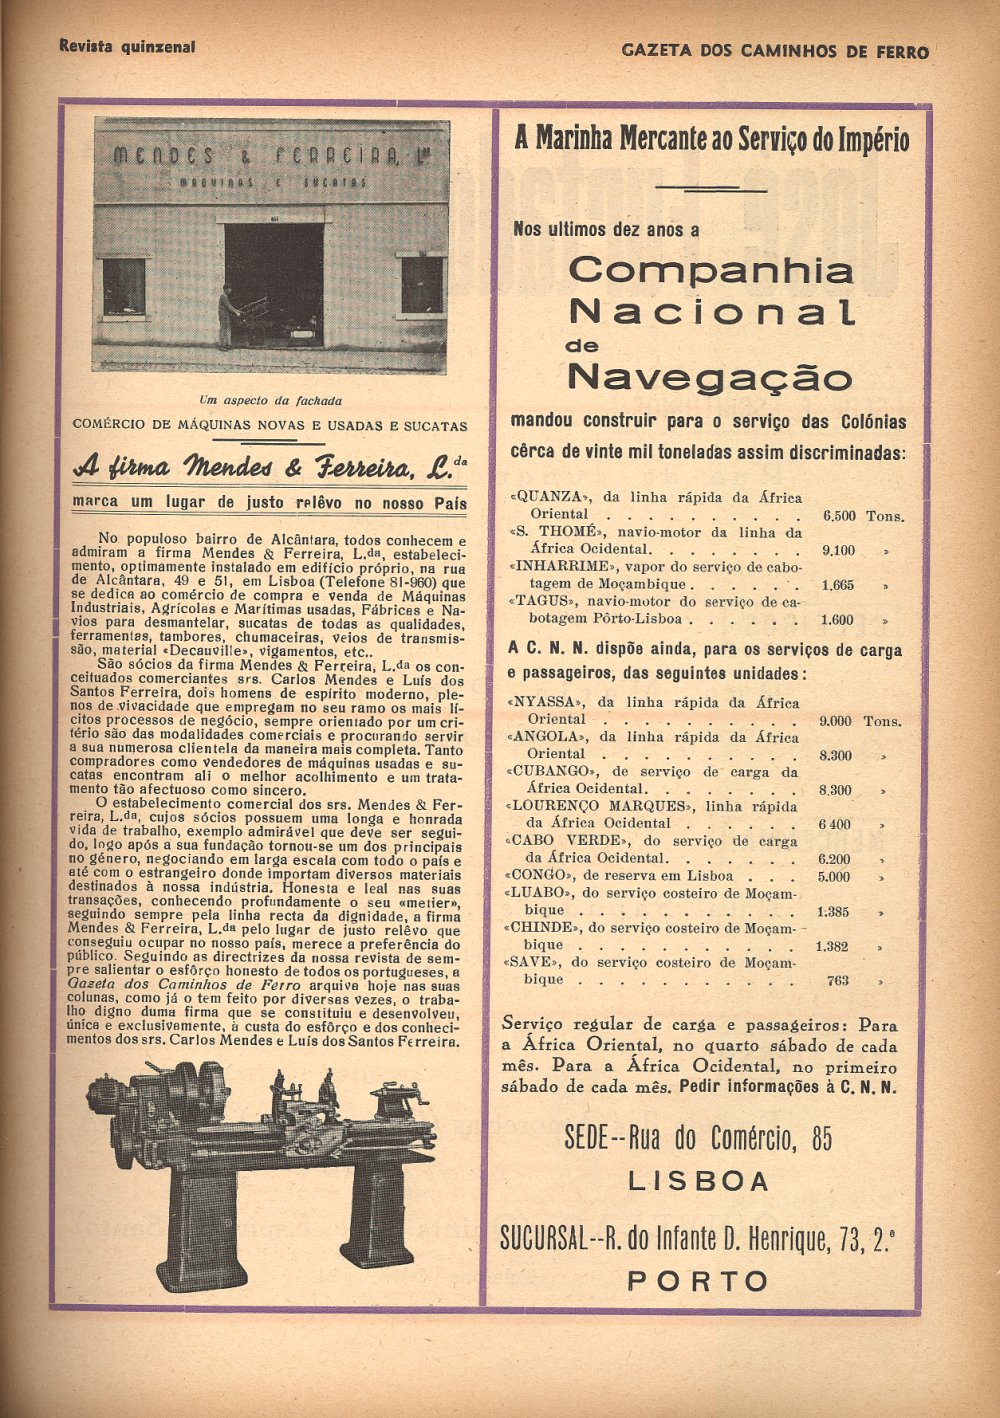 Revista quinzenal
GAZETA DOS CAMINHOS DE FERRO
MENDES & FERREIRA, Lda
MAQUINAS E SUCATAS
Um aspecto da fachada
COMÉRCIO DE MÁQUINAS NOVAS E USADAS E SUCATAS
A firma Mendes & Ferreira, L.da
marca um lugar de justo relêvo no nosso País
No populoso bairro de Alcântara, todos conhecem e
admiram a firma Mendes & Ferreira, L.da, estabeleci-
mento, optimamente instalado em edifício próprio, na rua
de Alcântara, 49 e 51, em Lisboa (Telefone 81-960) que
se dedica ao comércio de compra e venda de Máquinas
Industriais, Agrícolas e Marítimas usadas, Fábricas e Na-
vios para desmantelar, sucatas de todas as qualidades,
ferramentas, tambores, chumaceiras, veios de transmis-
são, material «Decauville», vigamentos, etc..
São sócios da firma Mendes & Ferreira, L.da os con-
ceituados comerciantes srs. Carlos Mendes e Luís dos
Santos Ferreira, dois homens de espírito moderno, ple-
nos de vivacidade que empregam no seu ramo os mais lí-
citos processos de negócio, sempre orientado por um cri-
tério são das modalidades comerciais e procurando servir
a sua numerosa clientela da maneira mais completa. Tanto
compradores como vendedores de máquinas usadas e su-
catas encontram ali o melhor acolhimento e um trata-
mento tão afectuoso como sincero.
O estabelecimento comercial dos srs. Mendes & Fer-
reira, L.da, cujos sócios possuem uma longa e honrada
vida de trabalho, exemplo admirável que deve ser segui-
do, logo após a sua fundação tornou-se um dos principais
no género, negociando em larga escala com todo o país e
até com o estrangeiro donde importam diversos materiais
destinados à nossa indústria. Honesta e leal nas suas
transações, conhecendo profundamente o seu «metier»,
seguindo sempre pela linha recta da dignidade, a firma
Mendes & Ferreira, L.da pelo lugar de justo relêvo que
conseguiu ocupar no nosso país, merece a preferência do
público. Seguindo as directrizes da nossa revista de sem-
pre salientar o esfôrço honesto de todos os portugueses, a
Gazeta dos Caminhos de Ferro arquiva hoje nas suas
colunas, como já o tem feito por diversas vezes, o traba-
lho digno duma firma que se constituiu e desenvolveu,
única e exclusivamente, à custa do esfôrço e dos conheci-
mentos dos srs. Carlos Mendes e Luís dos Santos Ferreira.
A Marinha Mercante ao Serviço do Império
Nos ultimos dez anos a
Companhia
Nacional
de
Navegação
mandou construir para o serviço das Colónias
cêrca de vinte mil toneladas assim discriminadas:
«QUANZA», da linha rápida da África
Oriental . . . . . . . . . . 6.500 Tons.
«S. THOMÉ», navio-motor da linha da
África Ocidental. . . . . . . 9.100 »
«INHARRIME», vapor do serviço de cabo-
tagem de Moçambique . . . . . 1.665 »
«TAGUS», navio-motor do serviço de ca-
botagem Pôrto-Lisboa . . . . . . 1.600 »
A C. N. N. dispõe ainda, para os serviços de carga
e passageiros, das seguintes unidades:
«NYASSA», da linha rápida da África
Oriental . . . . . . . . . . 9.000 Tons.
«ANGOLA», da linha rápida da África
Oriental . . . . . . . . . . 8.300 »
«CUBANGO», de serviço de carga da
África Ocidental. . . . . . . 8.300 »
«LOURENÇO MARQUES», linha rápida
da África Ocidental . . . . . . 6 400 »
«CABO VERDE», do serviço de carga
da África Ocidental. . . . . . . 6.200 »
«CONGO», de reserva em Lisboa . . . 5.000 »
«LUABO», do serviço costeiro de Moçam-
bique . . . . . . . . . . . 1.385 »
«CHINDE», do serviço costeiro de Moçam-
bique . . . . . . . . . . . 1.382 »
«SAVE», do serviço costeiro de Moçam-
bique . . . . . . . . . . . 763 »
Serviço regular de carga e passageiros: Para
a África Oriental, no quarto sábado de cada
mês. Para a África Ocidental, no primeiro
sábado de cada mês. Pedir informações à C. N. N.
SEDE--Rua do Comércio, 85
LISBOA
SUCURSAL--R. do Infante D. Henrique, 73, 2.º
PORTO